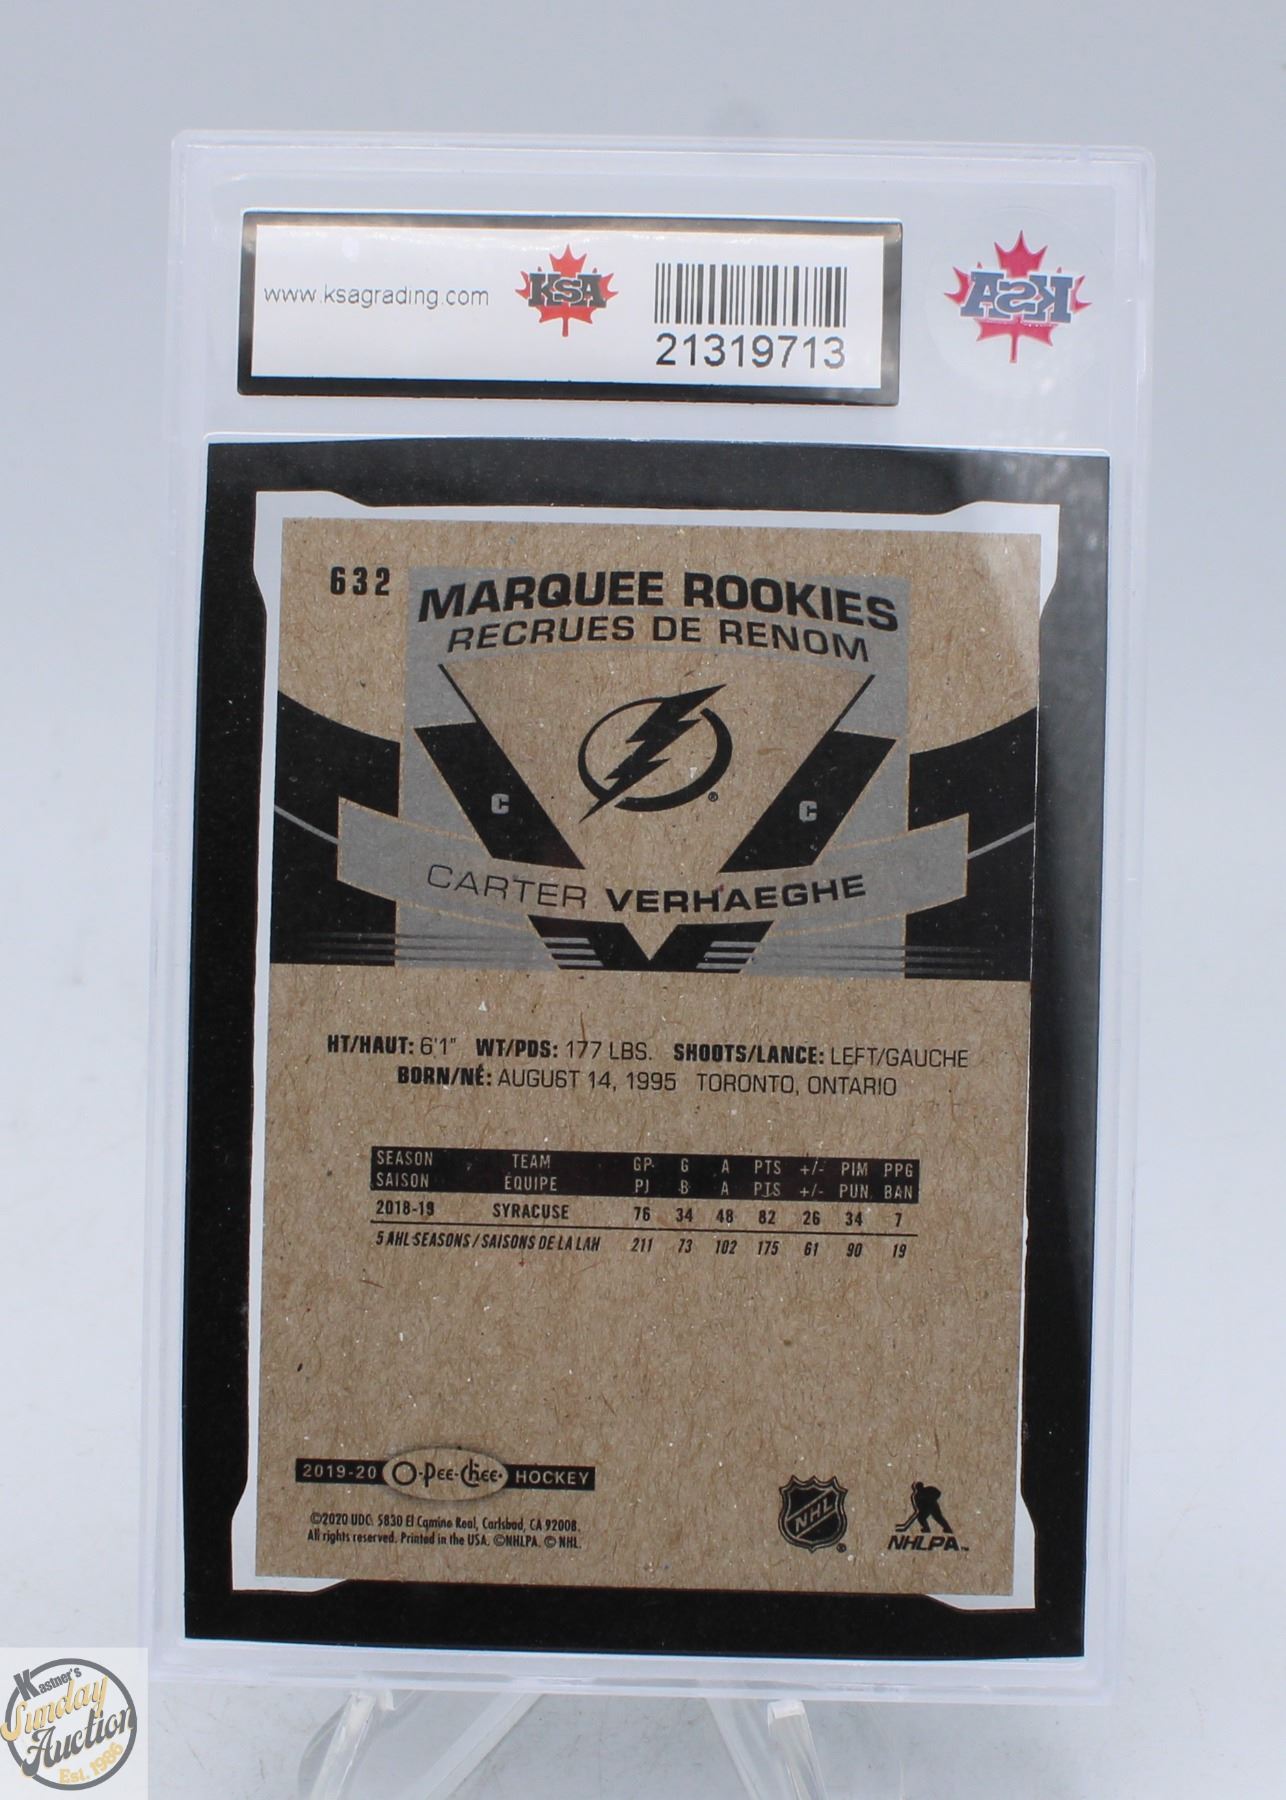 www.ksagrading.com
KSA
21319713
KSA
632
MARQUEE ROOKIES
RECRUES DE RENOM
C C
CARTER VERHAEGHE
HT/HAUT: 6'1" WT/PDS: 177 LBS. SHOOTS/LANCE: LEFT/GAUCHE
BORN/NÉ: AUGUST 14, 1995 TORONTO, ONTARIO
SEASON TEAM GP G A PTS +/- PIM PPG
SAISON ÉQUIPE PJ B A PTS +/- PUN BAN
2018-19 SYRACUSE 76 34 48 82 26 34 7
5 AHL SEASONS / SAISONS DE LA LAH 211 73 102 175 61 90 19
2019-20 O-Pee-Chee HOCKEY
©2020 UDC. 5830 El Camino Real, Carlsbad, CA 92008.
All rights reserved. Printed in the USA. ©NHLPA. © NHL.
NHL ®
NHLPA™
Kastner's
Sunday
Auction
Est. 1986